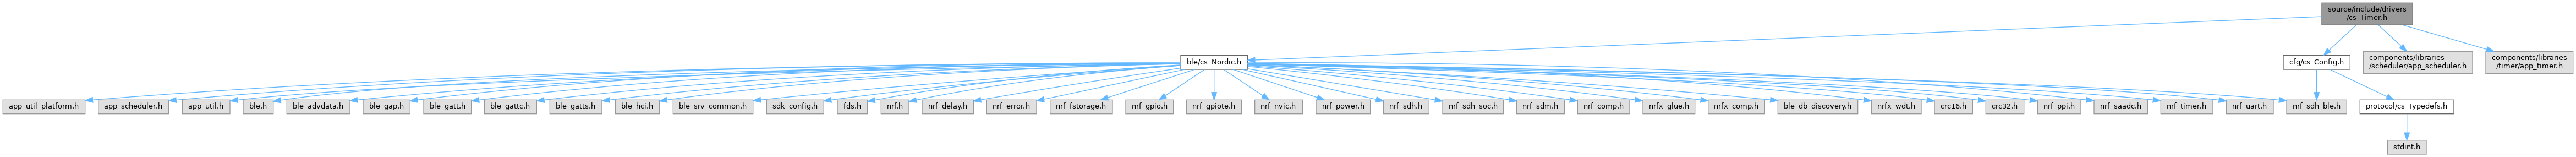 source/include/drivers
/cs_Timer.h
ble/cs_Nordic.h
cfg/cs_Config.h
components/libraries
/scheduler/app_scheduler.h
components/libraries
/timer/app_timer.h
app_util_platform.h
app_scheduler.h
app_util.h
ble.h
ble_advdata.h
ble_gap.h
ble_gatt.h
ble_gattc.h
ble_gatts.h
ble_hci.h
ble_srv_common.h
sdk_config.h
fds.h
nrf.h
nrf_delay.h
nrf_error.h
nrf_fstorage.h
nrf_gpio.h
nrf_gpiote.h
nrf_nvic.h
nrf_power.h
nrf_sdh.h
nrf_sdh_soc.h
nrf_sdm.h
nrf_comp.h
nrfx_glue.h
nrfx_comp.h
ble_db_discovery.h
nrfx_wdt.h
crc16.h
crc32.h
nrf_ppi.h
nrf_saadc.h
nrf_timer.h
nrf_uart.h
nrf_sdh_ble.h
protocol/cs_Typedefs.h
stdint.h